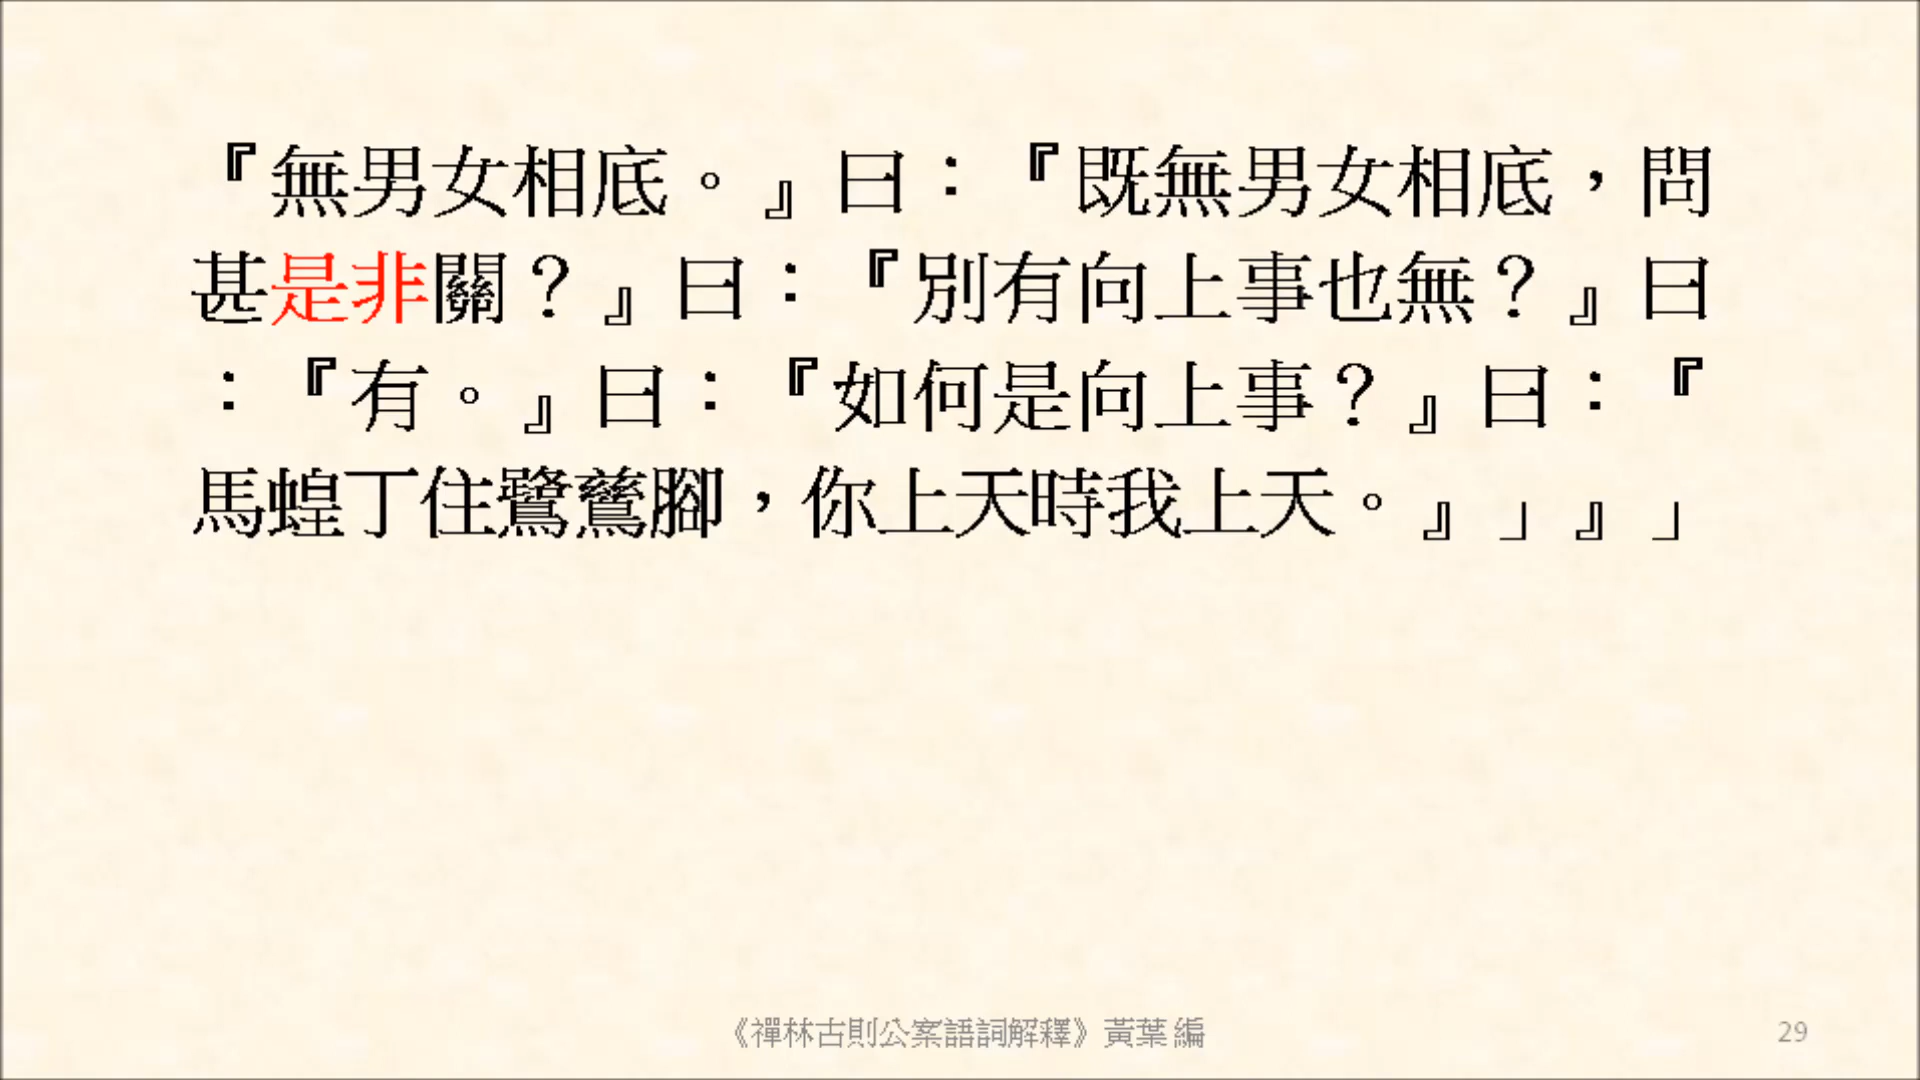 『無男女相底。』曰：『既無男女相底，問
甚是非關？』曰：『別有向上事也無？』曰
：『有。』曰：『如何是向上事？』曰：『
馬蝗丁住鷺鷥腳，你上天時我上天。』」』」
《禪林古則公案語詞解釋》黃葉 編
29